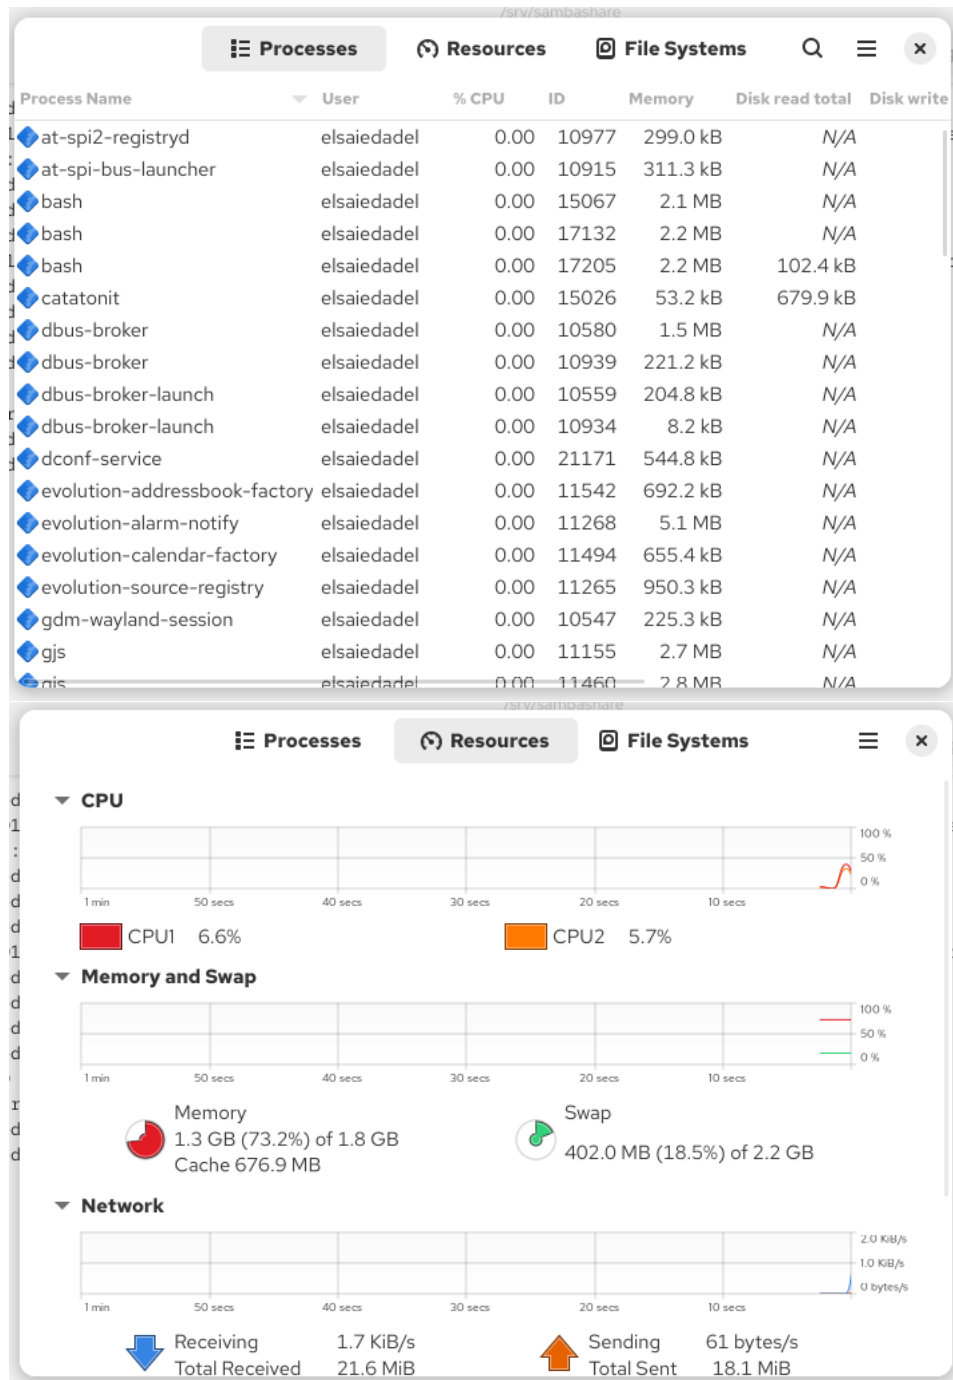 /srv/sambashare
Processes Resources File Systems
Process Name User % CPU ID Memory Disk read total Disk write
at-spi2-registryd elsaiedadel 0.00 10977 299.0 kB N/A
at-spi-bus-launcher elsaiedadel 0.00 10915 311.3 kB N/A
bash elsaiedadel 0.00 15067 2.1 MB N/A
bash elsaiedadel 0.00 17132 2.2 MB N/A
bash elsaiedadel 0.00 17205 2.2 MB 102.4 kB
catatonit elsaiedadel 0.00 15026 53.2 kB 679.9 kB
dbus-broker elsaiedadel 0.00 10580 1.5 MB N/A
dbus-broker elsaiedadel 0.00 10939 221.2 kB N/A
dbus-broker-launch elsaiedadel 0.00 10559 204.8 kB N/A
dbus-broker-launch elsaiedadel 0.00 10934 8.2 kB N/A
dconf-service elsaiedadel 0.00 21171 544.8 kB N/A
evolution-addressbook-factory elsaiedadel 0.00 11542 692.2 kB N/A
evolution-alarm-notify elsaiedadel 0.00 11268 5.1 MB N/A
evolution-calendar-factory elsaiedadel 0.00 11494 655.4 kB N/A
evolution-source-registry elsaiedadel 0.00 11265 950.3 kB N/A
gdm-wayland-session elsaiedadel 0.00 10547 225.3 kB N/A
gjs elsaiedadel 0.00 11155 2.7 MB N/A
gjs elsaiedadel 0.00 11460 2.8 MB N/A
/srv/sambashare
Processes Resources File Systems
CPU
100 %
50 %
0 %
1 min 50 secs 40 secs 30 secs 20 secs 10 secs
CPU1 6.6% CPU2 5.7%
Memory and Swap
100 %
50 %
0 %
1 min 50 secs 40 secs 30 secs 20 secs 10 secs
Memory Swap
1.3 GB (73.2%) of 1.8 GB 402.0 MB (18.5%) of 2.2 GB
Cache 676.9 MB
Network
2.0 KiB/s
1.0 KiB/s
0 bytes/s
1 min 50 secs 40 secs 30 secs 20 secs 10 secs
Receiving 1.7 KiB/s Sending 61 bytes/s
Total Received 21.6 MiB Total Sent 18.1 MiB